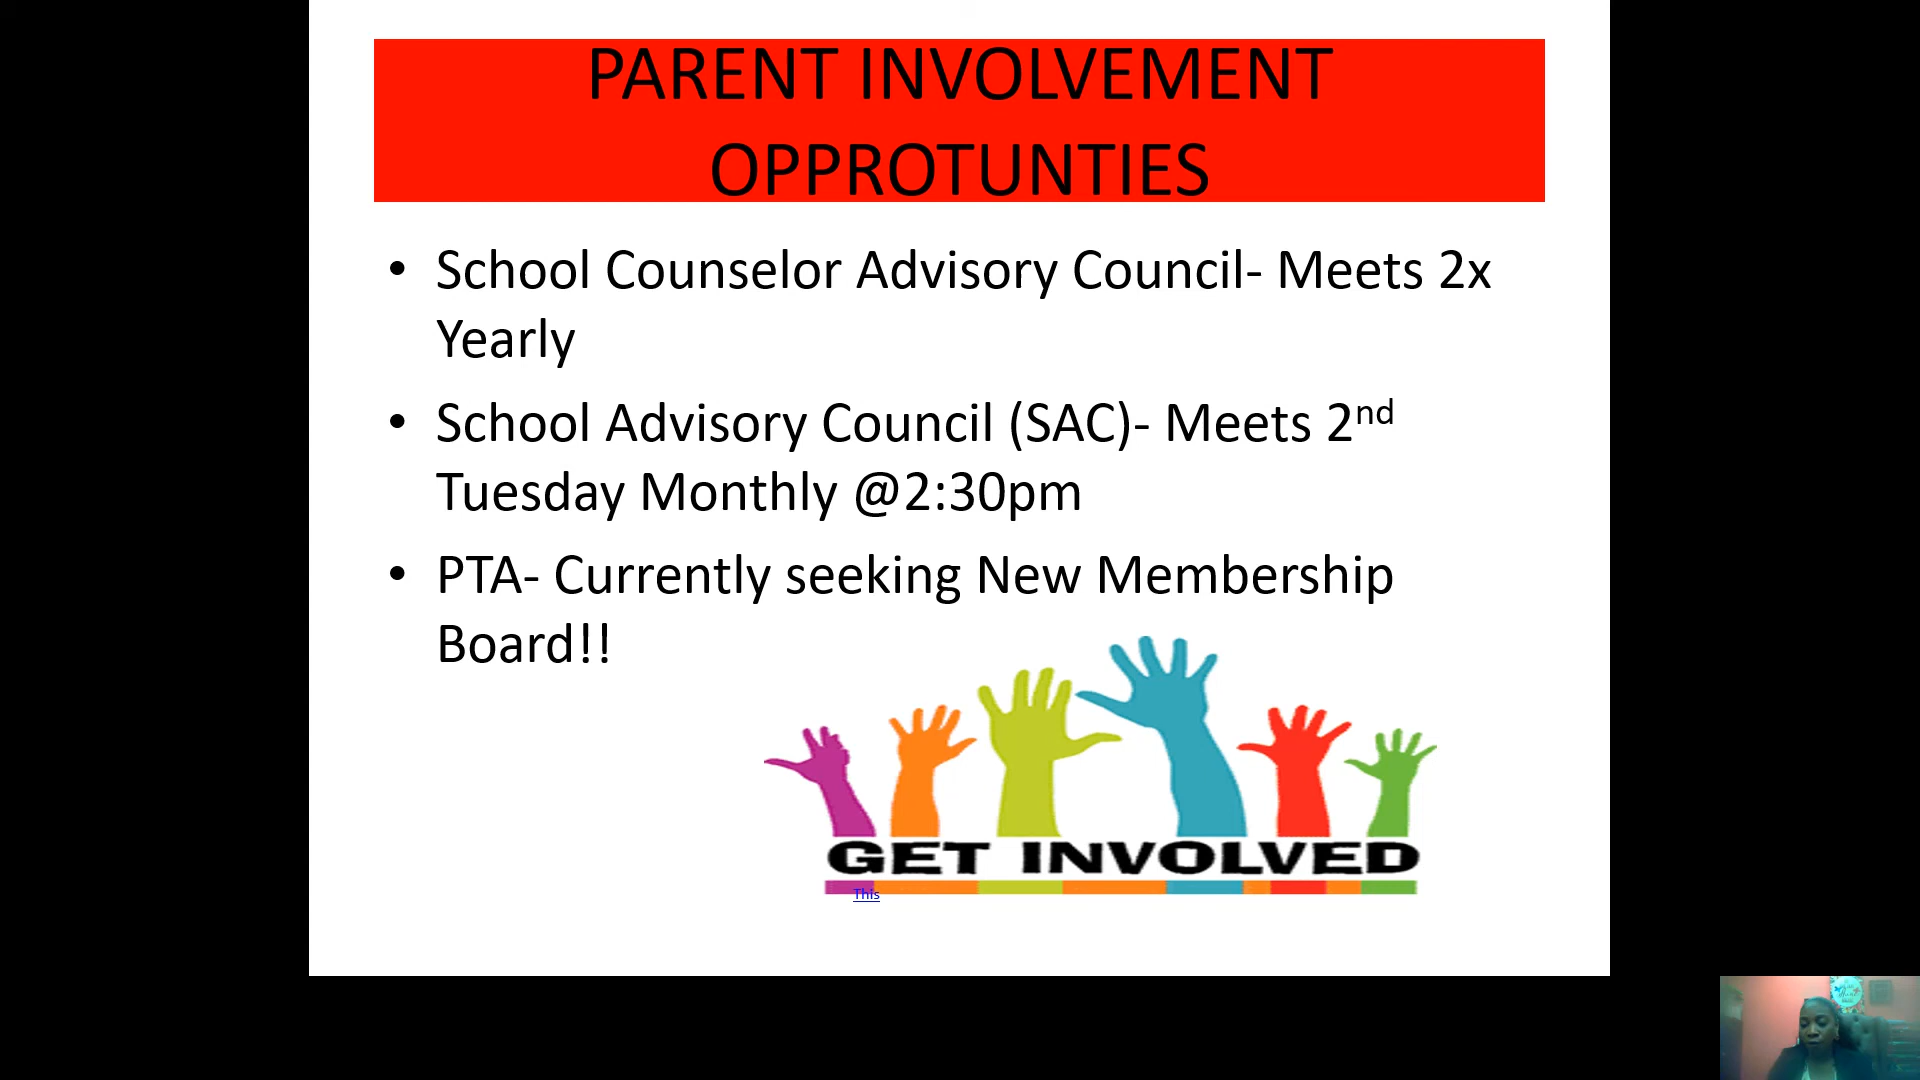 PARENT INVOLVEMENT
OPPROTUNTIES
• School Counselor Advisory Council- Meets 2x
Yearly
• School Advisory Council (SAC)- Meets 2nd
Tuesday Monthly @2:30pm
• PTA- Currently seeking New Membership
Board!!
GET INVOLVED
This